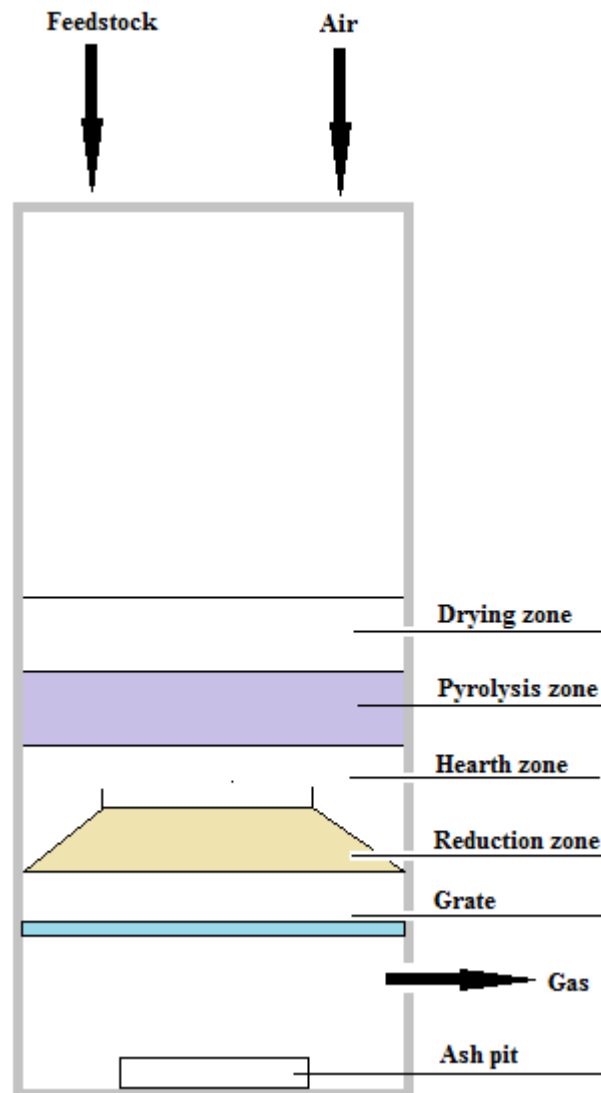 Feedstock
Air
Drying zone
Pyrolysis zone
Hearth zone
Reduction zone
Grate
Gas
Ash pit